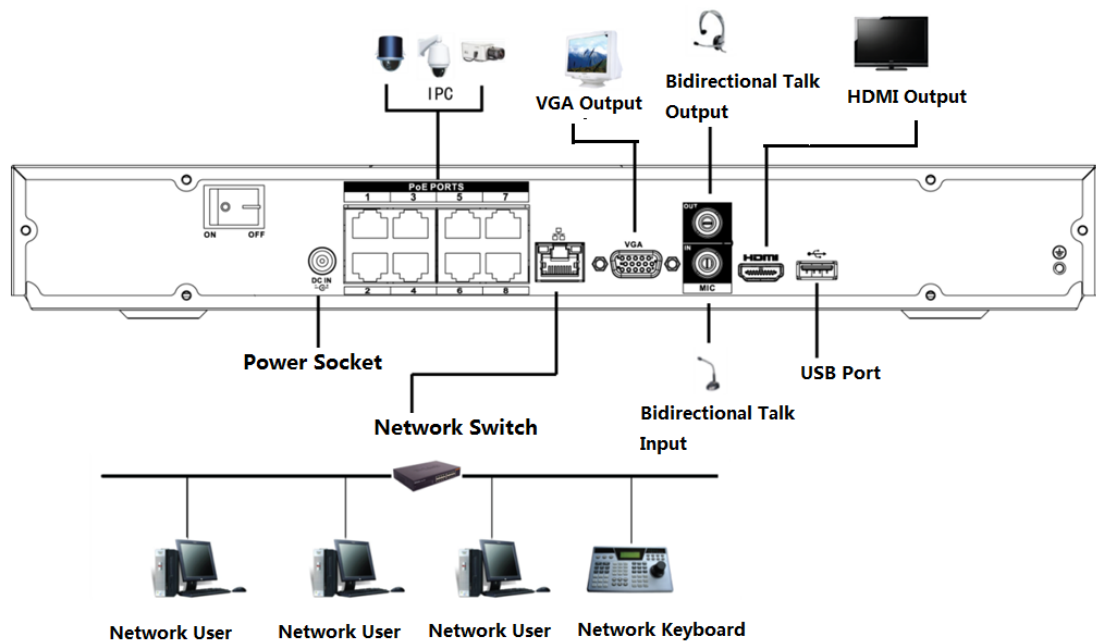 IPC
VGA Output
Bidirectional Talk
Output
HDMI Output
PoE PORTS
1 3 5 7
ON OFF
DC IN
2 4 6 8
VGA
OUT
IN
MIC
HDMI
Power Socket
Network Switch
Bidirectional Talk
Input
USB Port
Network User
Network User
Network User
Network Keyboard